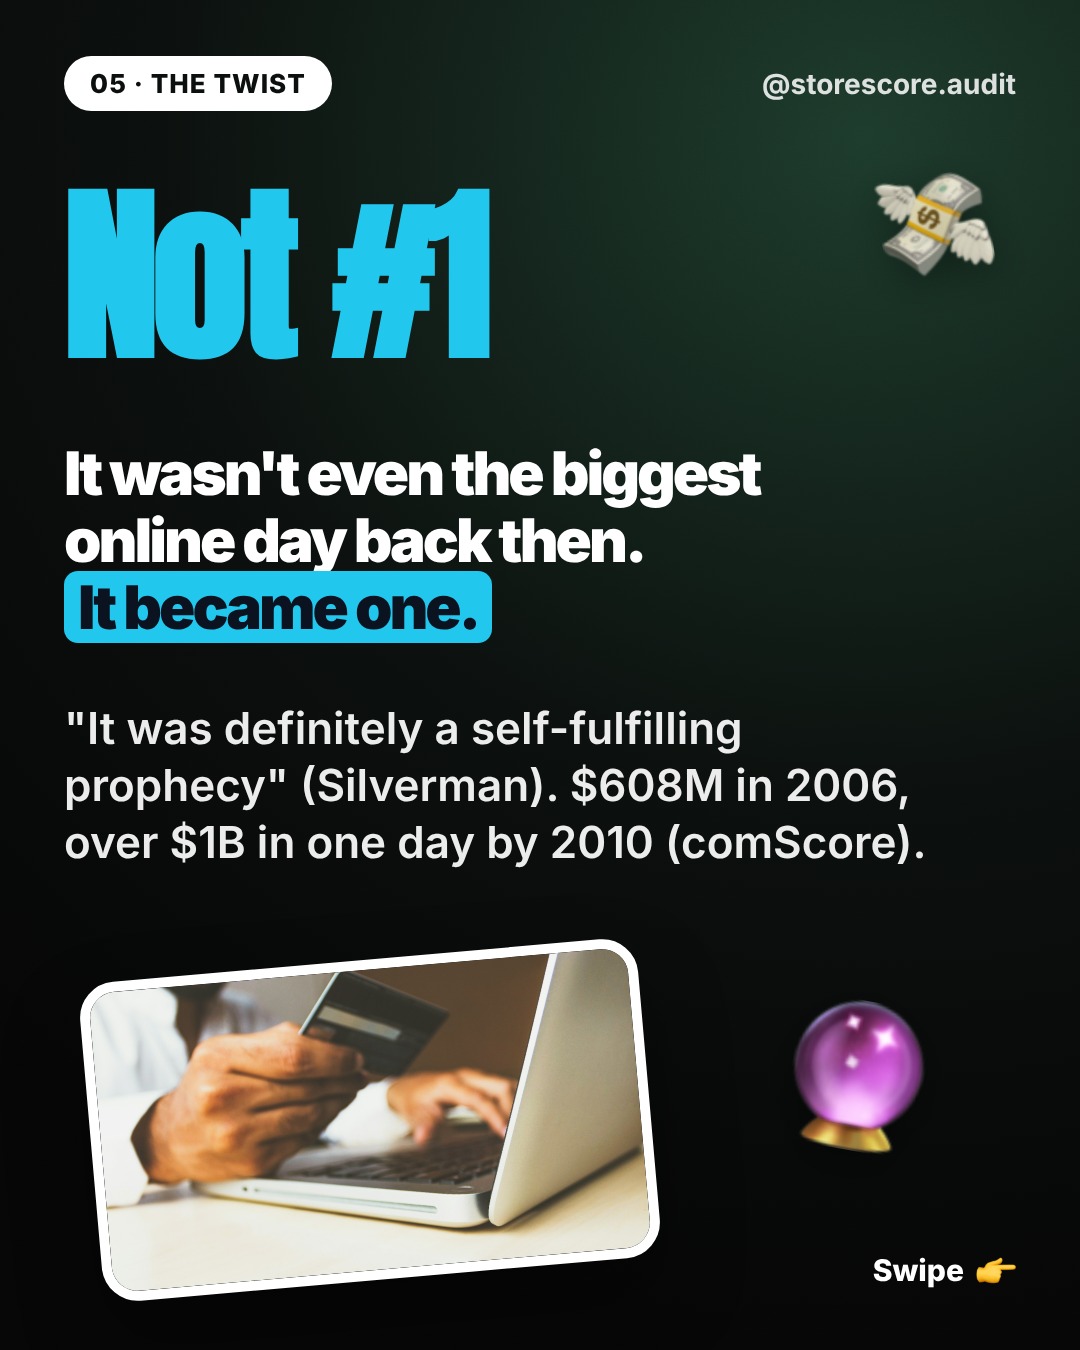 05 · THE TWIST
@storescore.audit
Not #1
It wasn't even the biggest
online day back then.
It became one.
"It was definitely a self-fulfilling
prophecy" (Silverman). $608M in 2006,
over $1B in one day by 2010 (comScore).
Swipe 👉